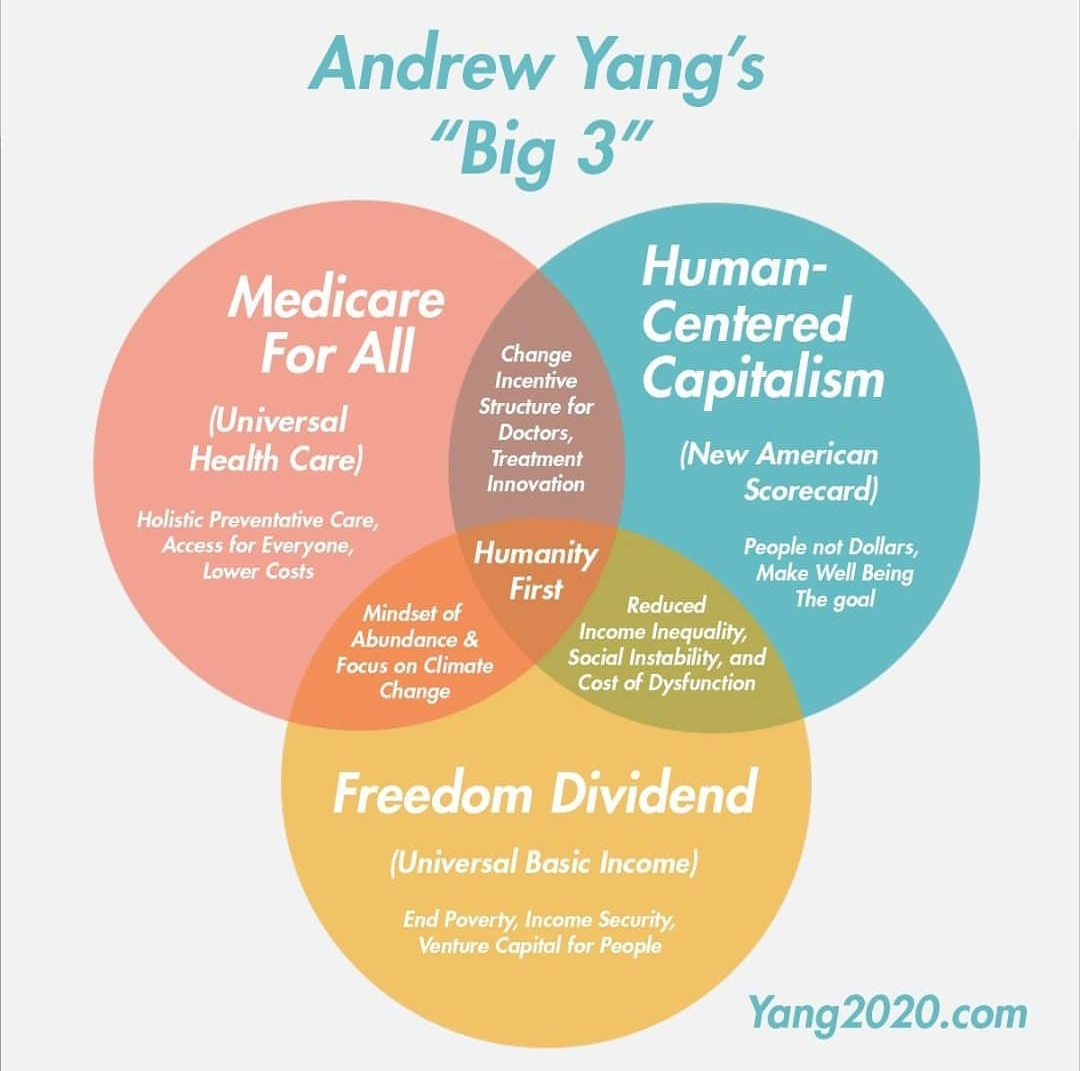 Andrew Yang’s
“Big 3”
Medicare
For All
(Universal
Health Care)
Holistic Preventative Care,
Access for Everyone,
Lower Costs
Change
Incentive
Structure for
Doctors,
Treatment
Innovation
Human-
Centered
Capitalism
(New American
Scorecard)
People not Dollars,
Make Well Being
The goal
Humanity
First
Mindset of
Abundance &
Focus on Climate
Change
Reduced
Income Inequality,
Social Instability, and
Cost of Dysfunction
Freedom Dividend
(Universal Basic Income)
End Poverty, Income Security,
Venture Capital for People
Yang2020.com